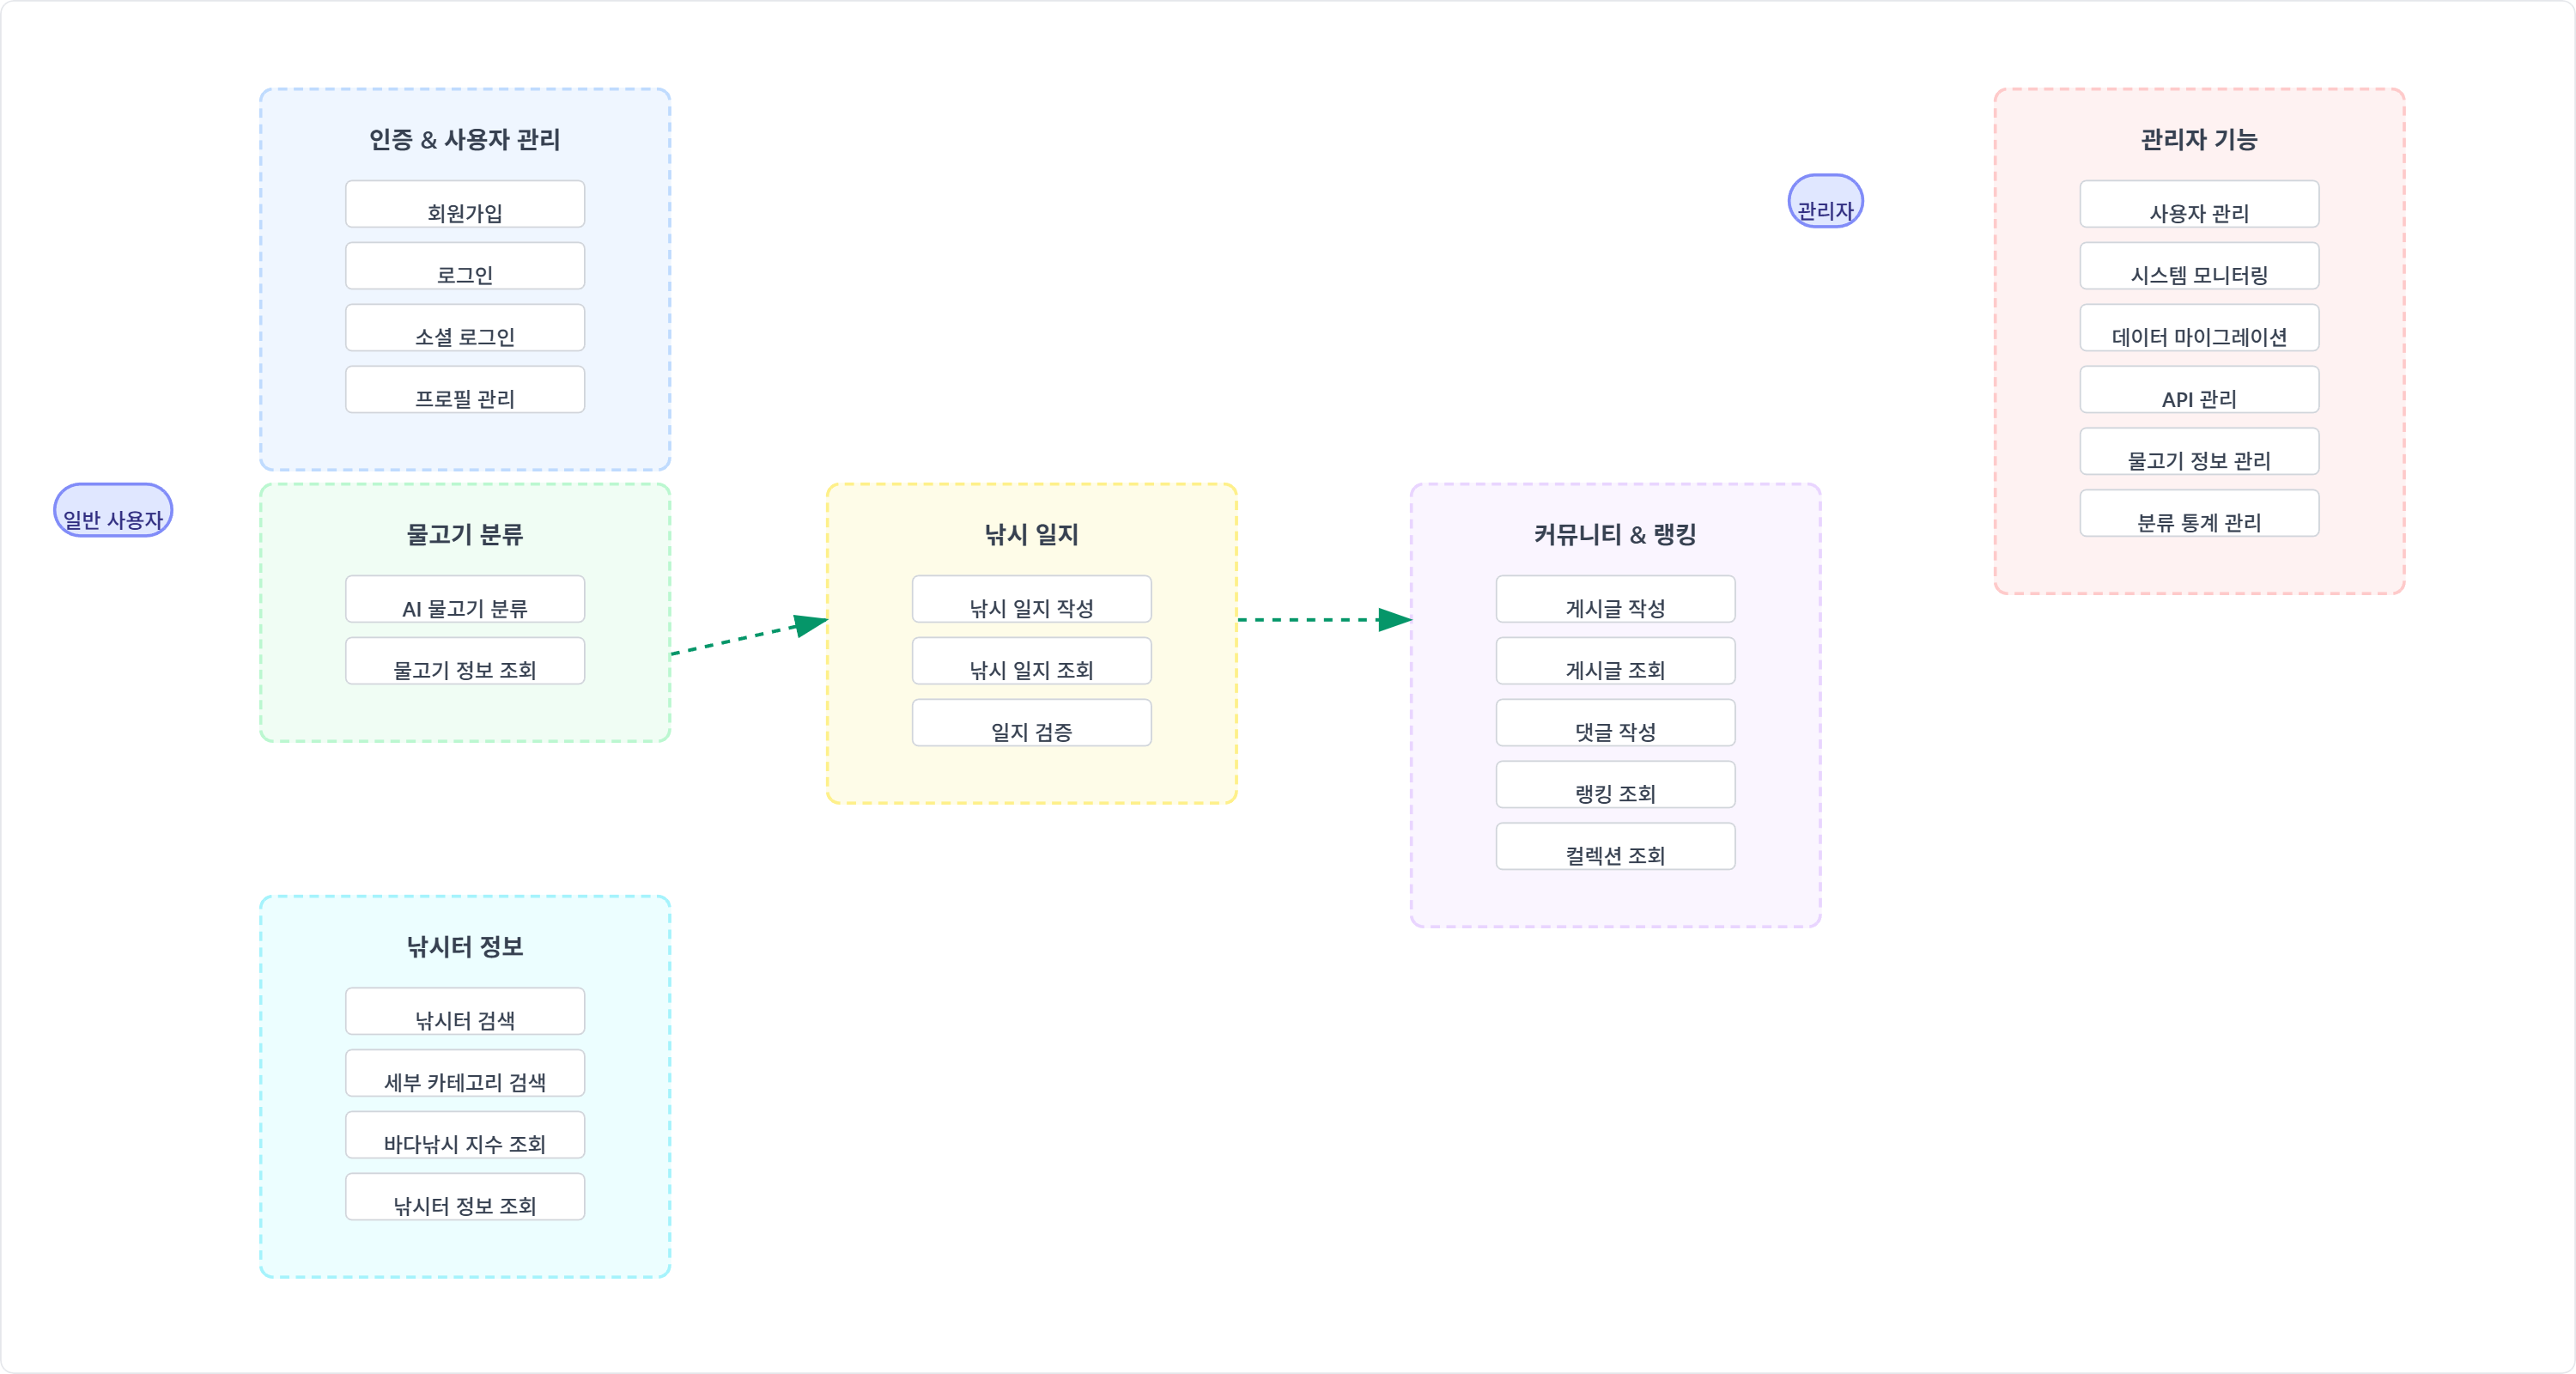 인증 & 사용자 관리
회원가입
로그인
소셜 로그인
프로필 관리
관리자
관리자 기능
사용자 관리
시스템 모니터링
데이터 마이그레이션
API 관리
물고기 정보 관리
분류 통계 관리
일반 사용자
물고기 분류
AI 물고기 분류
물고기 정보 조회
낚시 일지
낚시 일지 작성
낚시 일지 조회
일지 검증
커뮤니티 & 랭킹
게시글 작성
게시글 조회
댓글 작성
랭킹 조회
컬렉션 조회
낚시터 정보
낚시터 검색
세부 카테고리 검색
바다낚시 지수 조회
낚시터 정보 조회